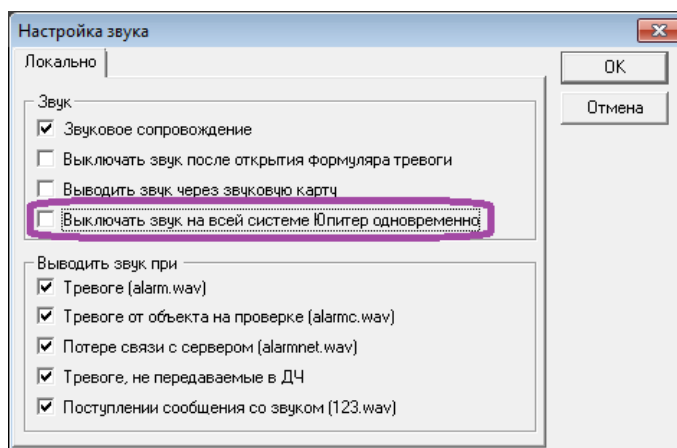 Настройка звука
Локально
OK
Отмена
Звук
Звуковое сопровождение
Выключать звук после открытия формуляра тревоги
Выводить звук через звуковую карту
Выключать звук на всей системе Юпитер одновременно
Выводить звук при
Тревоге (alarm.wav)
Тревоге от объекта на проверке (alarmc.wav)
Потере связи с сервером (alarmnet.wav)
Тревоге, не передаваемые в ДЧ
Поступлении сообщения со звуком (123.wav)